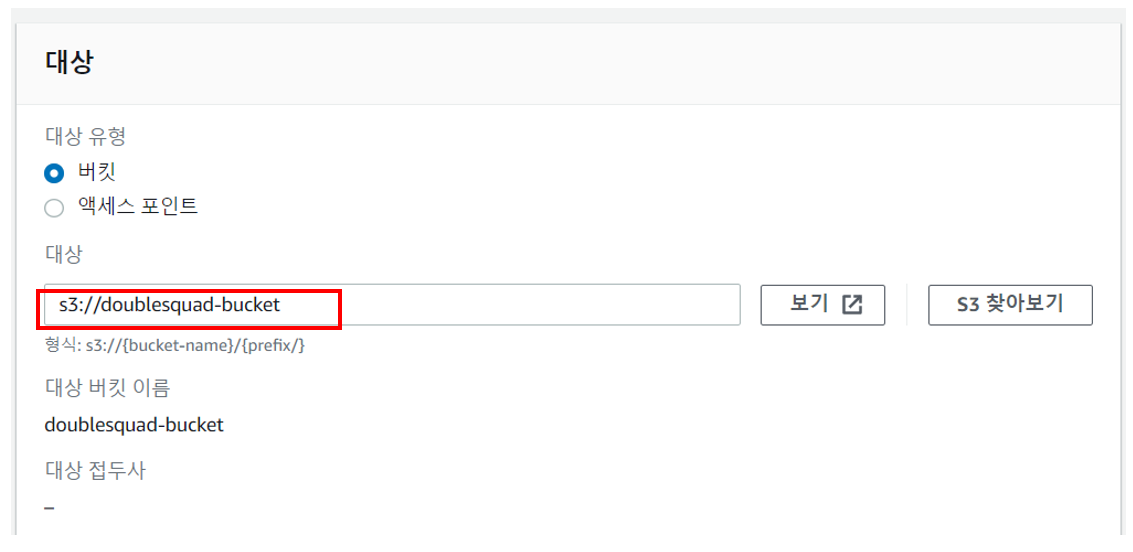 대상
대상 유형
버킷
액세스 포인트
대상
s3://doublesquad-bucket 보기 S3 찾아보기
형식: s3://{bucket-name}/{prefix/}
대상 버킷 이름
doublesquad-bucket
대상 접두사
–